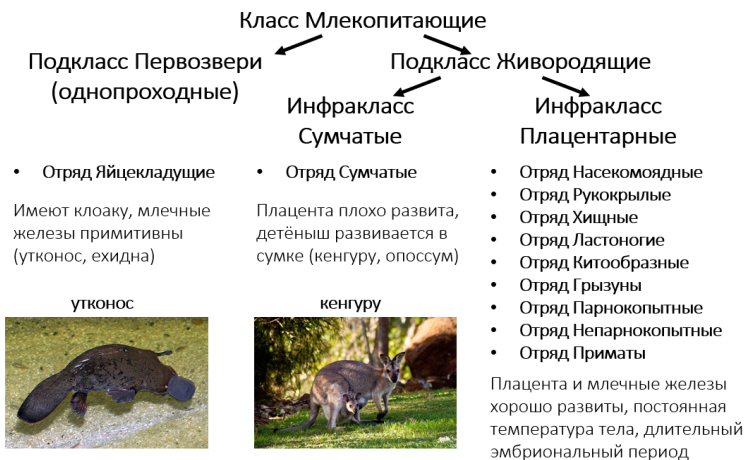 Класс Млекопитающие
Подкласс Первозвери
(однопроходные)
Подкласс Живородящие
Инфракласс
Сумчатые
Инфракласс
Плацентарные
• Отряд Яйцекладущие
Имеют клоаку, млечные
железы примитивны
(утконос, ехидна)
утконос
• Отряд Сумчатые
Плацента плохо развита,
детёныш развивается в
сумке (кенгуру, опоссум)
кенгуру
• Отряд Насекомоядные
• Отряд Рукокрылые
• Отряд Хищные
• Отряд Ластоногие
• Отряд Китообразные
• Отряд Грызуны
• Отряд Парнокопытные
• Отряд Непарнокопытные
• Отряд Приматы
Плацента и млечные железы
хорошо развиты, постоянная
температура тела, длительный
эмбриональный период